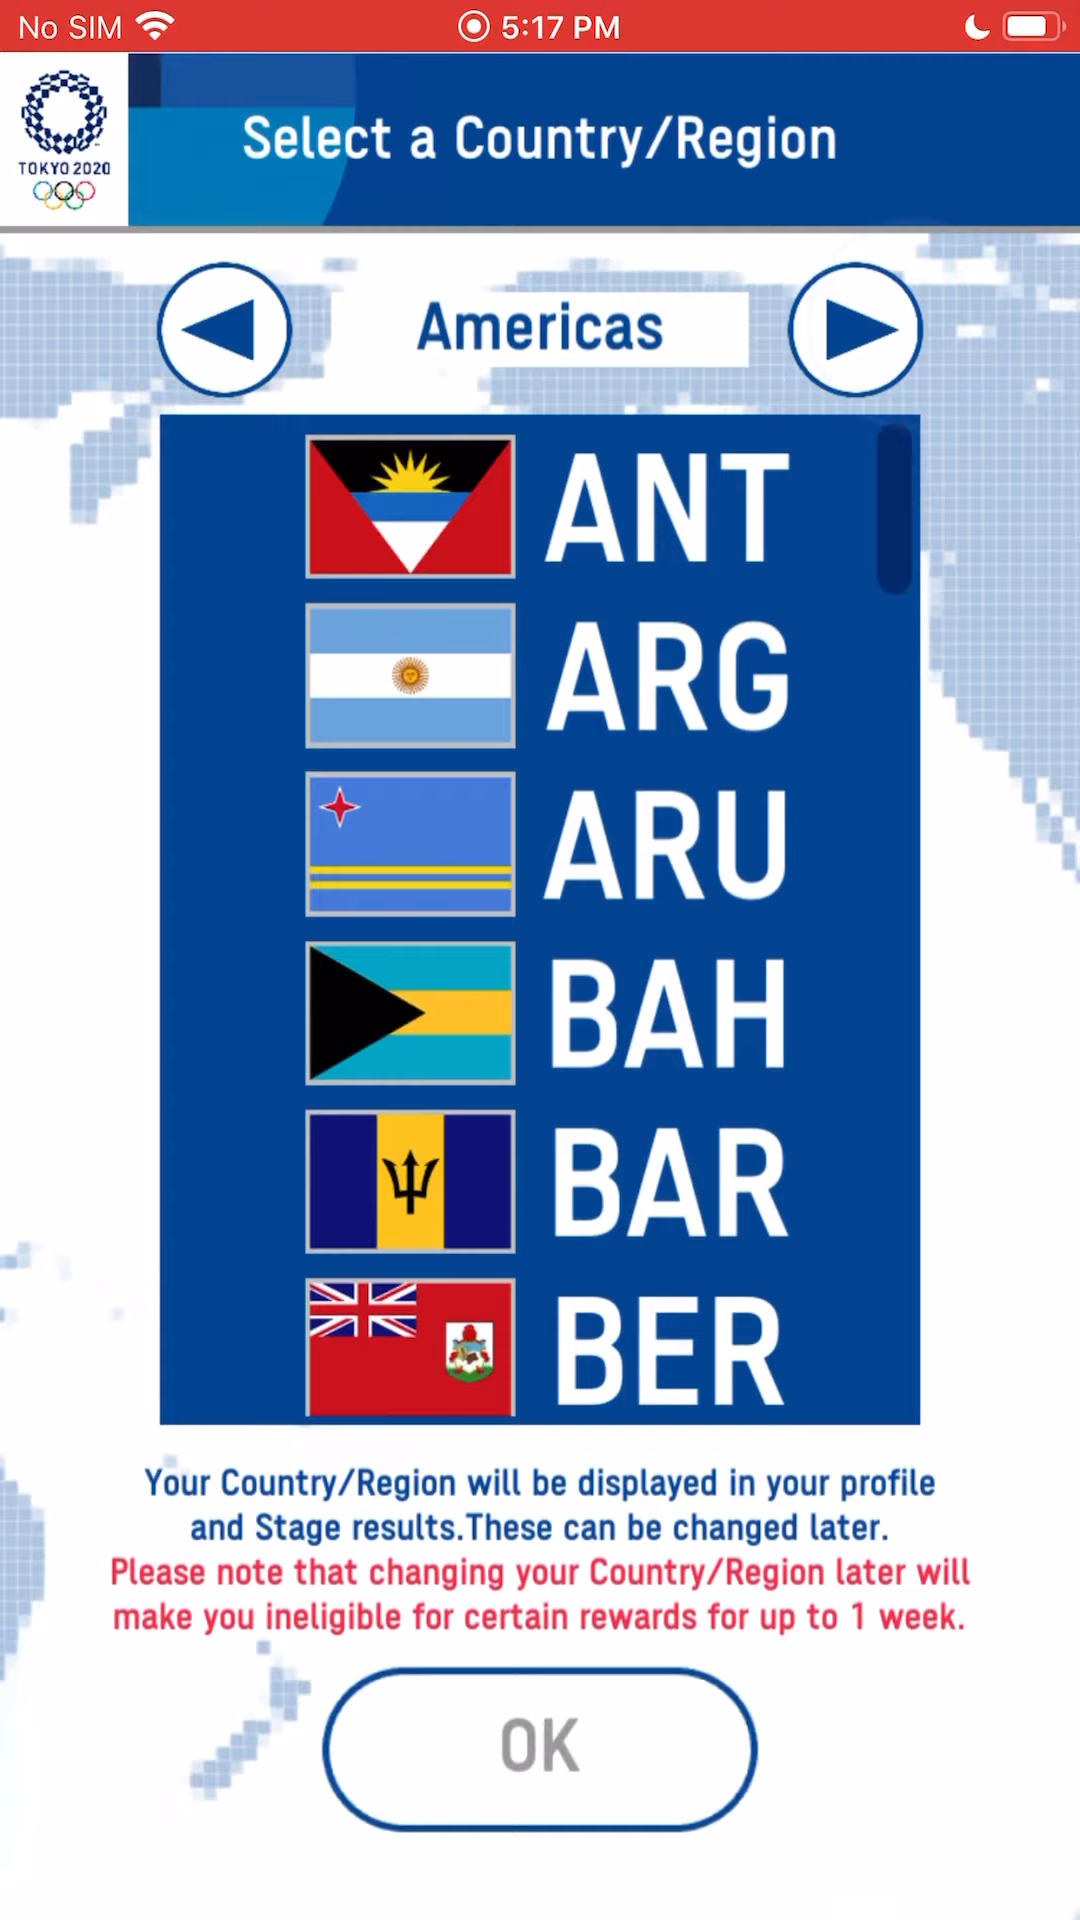 No SIM 5:17 PM
TOKYO 2020
Select a Country/Region
Americas
ANT
ARG
ARU
BAH
BAR
BER
Your Country/Region will be displayed in your profile
and Stage results.These can be changed later.
Please note that changing your Country/Region later will
make you ineligible for certain rewards for up to 1 week.
OK